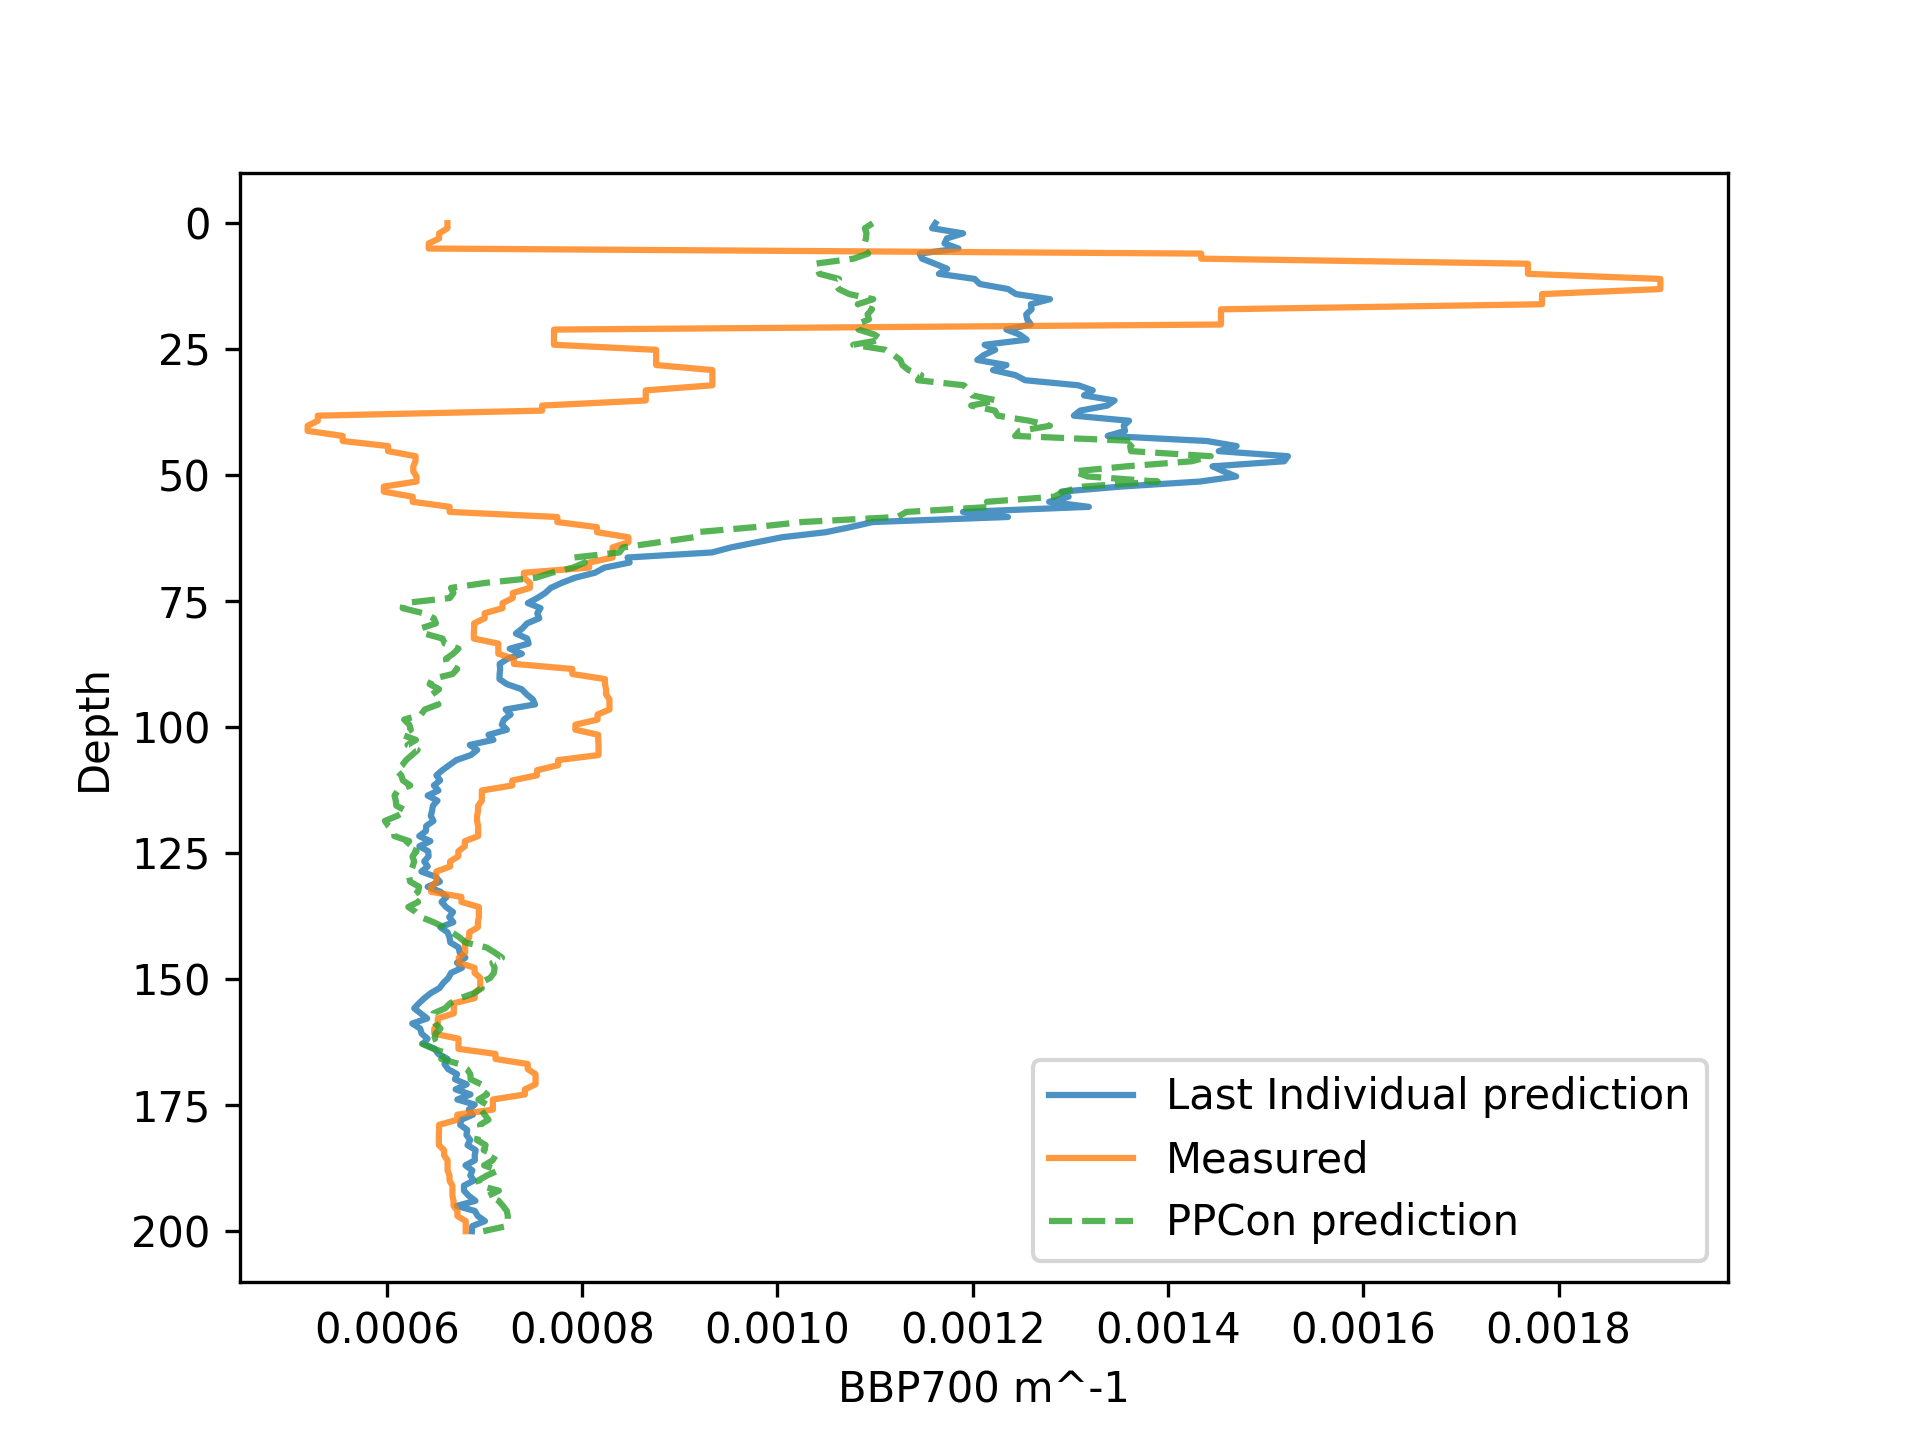 0
25
50
75
100
125
150
175
200
Depth
0.0006 0.0008 0.0010 0.0012 0.0014 0.0016 0.0018
BBP700 m^-1
Last Individual prediction
Measured
PPCon prediction